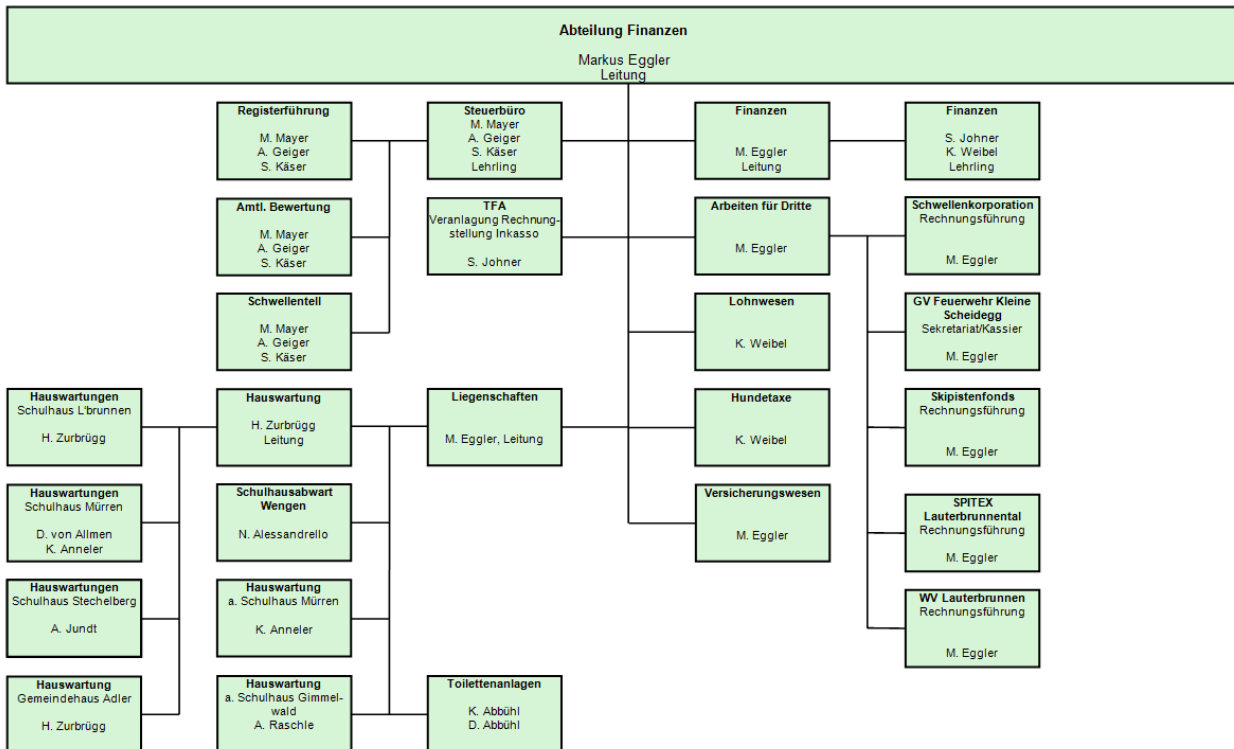 Abteilung Finanzen
Markus Eggler
Leitung
Registerführung
M. Mayer
A. Geiger
S. Käser
Steuerbüro
M. Mayer
A. Geiger
S. Käser
Lehrling
Finanzen
M. Eggler
Leitung
Finanzen
S. Johner
K. Weibel
Lehrling
Amtl. Bewertung
M. Mayer
A. Geiger
S. Käser
TFA
Veranlagung Rechnung-
stellung Inkasso
S. Johner
Arbeiten für Dritte
M. Eggler
Schwellenkorporation
Rechnungsführung
M. Eggler
Schwellentell
M. Mayer
A. Geiger
S. Käser
Lohnwesen
K. Weibel
GV Feuerwehr Kleine
Scheidegg
Sekretariat/Kassier
M. Eggler
Hauswartungen
Schulhaus L'brunnen
H. Zurbrügg
Hauswartung
H. Zurbrügg
Leitung
Liegenschaften
M. Eggler, Leitung
Hundetaxe
K. Weibel
Skipistenfonds
Rechnungsführung
M. Eggler
Hauswartungen
Schulhaus Mürren
D. von Allmen
K. Anneler
Schulhausabwart
Wengen
N. Alessandrello
Versicherungswesen
M. Eggler
SPITEX
Lauterbrunnental
Rechnungsführung
M. Eggler
Hauswartungen
Schulhaus Stechelberg
A. Jundt
Hauswartung
a. Schulhaus Mürren
K. Anneler
WV Lauterbrunnen
Rechnungsführung
M. Eggler
Hauswartung
Gemeindehaus Adler
H. Zurbrügg
Hauswartung
a. Schulhaus Gimmel-
wald
A. Raschle
Toilettenanlagen
K. Abbühl
D. Abbühl